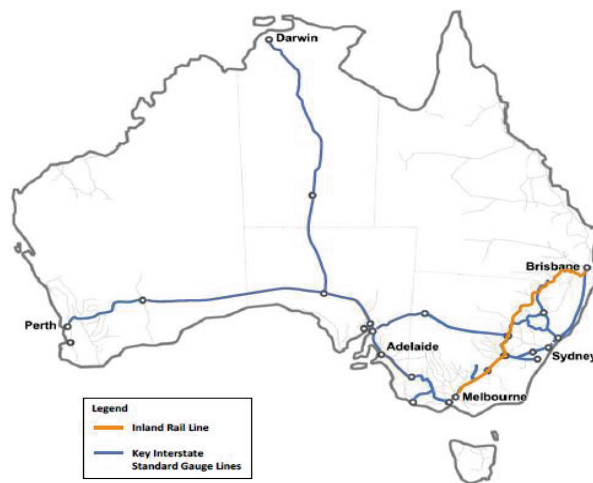 Darwin
Brisbane
Perth
Adelaide
Sydney
Melbourne
Legend
Inland Rail Line
Key Interstate
Standard Gauge Lines